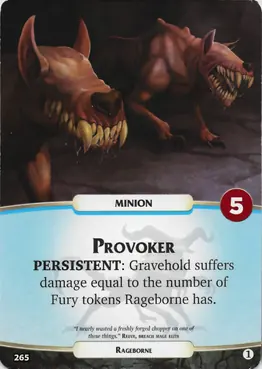 MINION
5
PROVOKER
PERSISTENT: Gravehold suffers
damage equal to the number of
Fury tokens Rageborne has.
"I nearly wasted a freshly forged chopper on one of
those things." REEVE, BREACH MAGE ELITE
265
RAGEBORNE
1